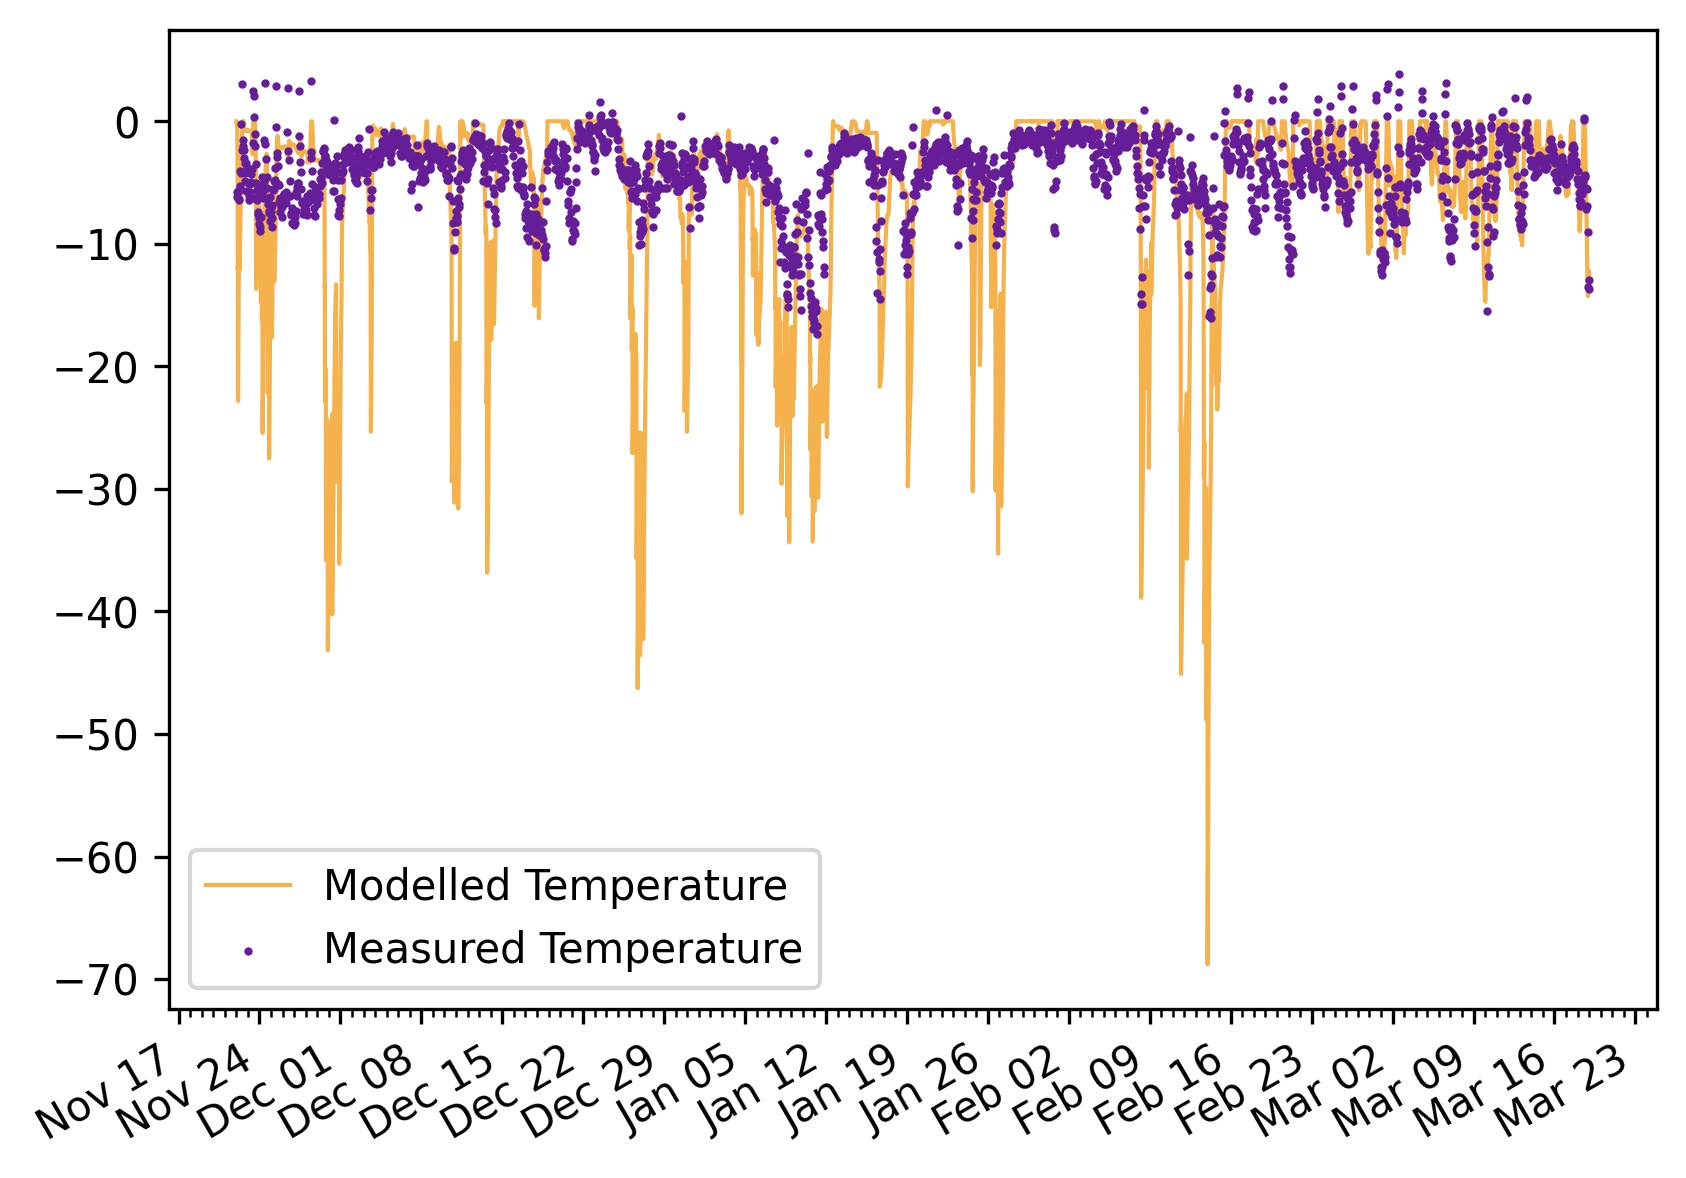 0
−10
−20
−30
−40
−50
−60
−70
Modelled Temperature
Measured Temperature
Nov 17
Nov 24
Dec 01
Dec 08
Dec 15
Dec 22
Dec 29
Jan 05
Jan 12
Jan 19
Jan 26
Feb 02
Feb 09
Feb 16
Feb 23
Mar 02
Mar 09
Mar 16
Mar 23